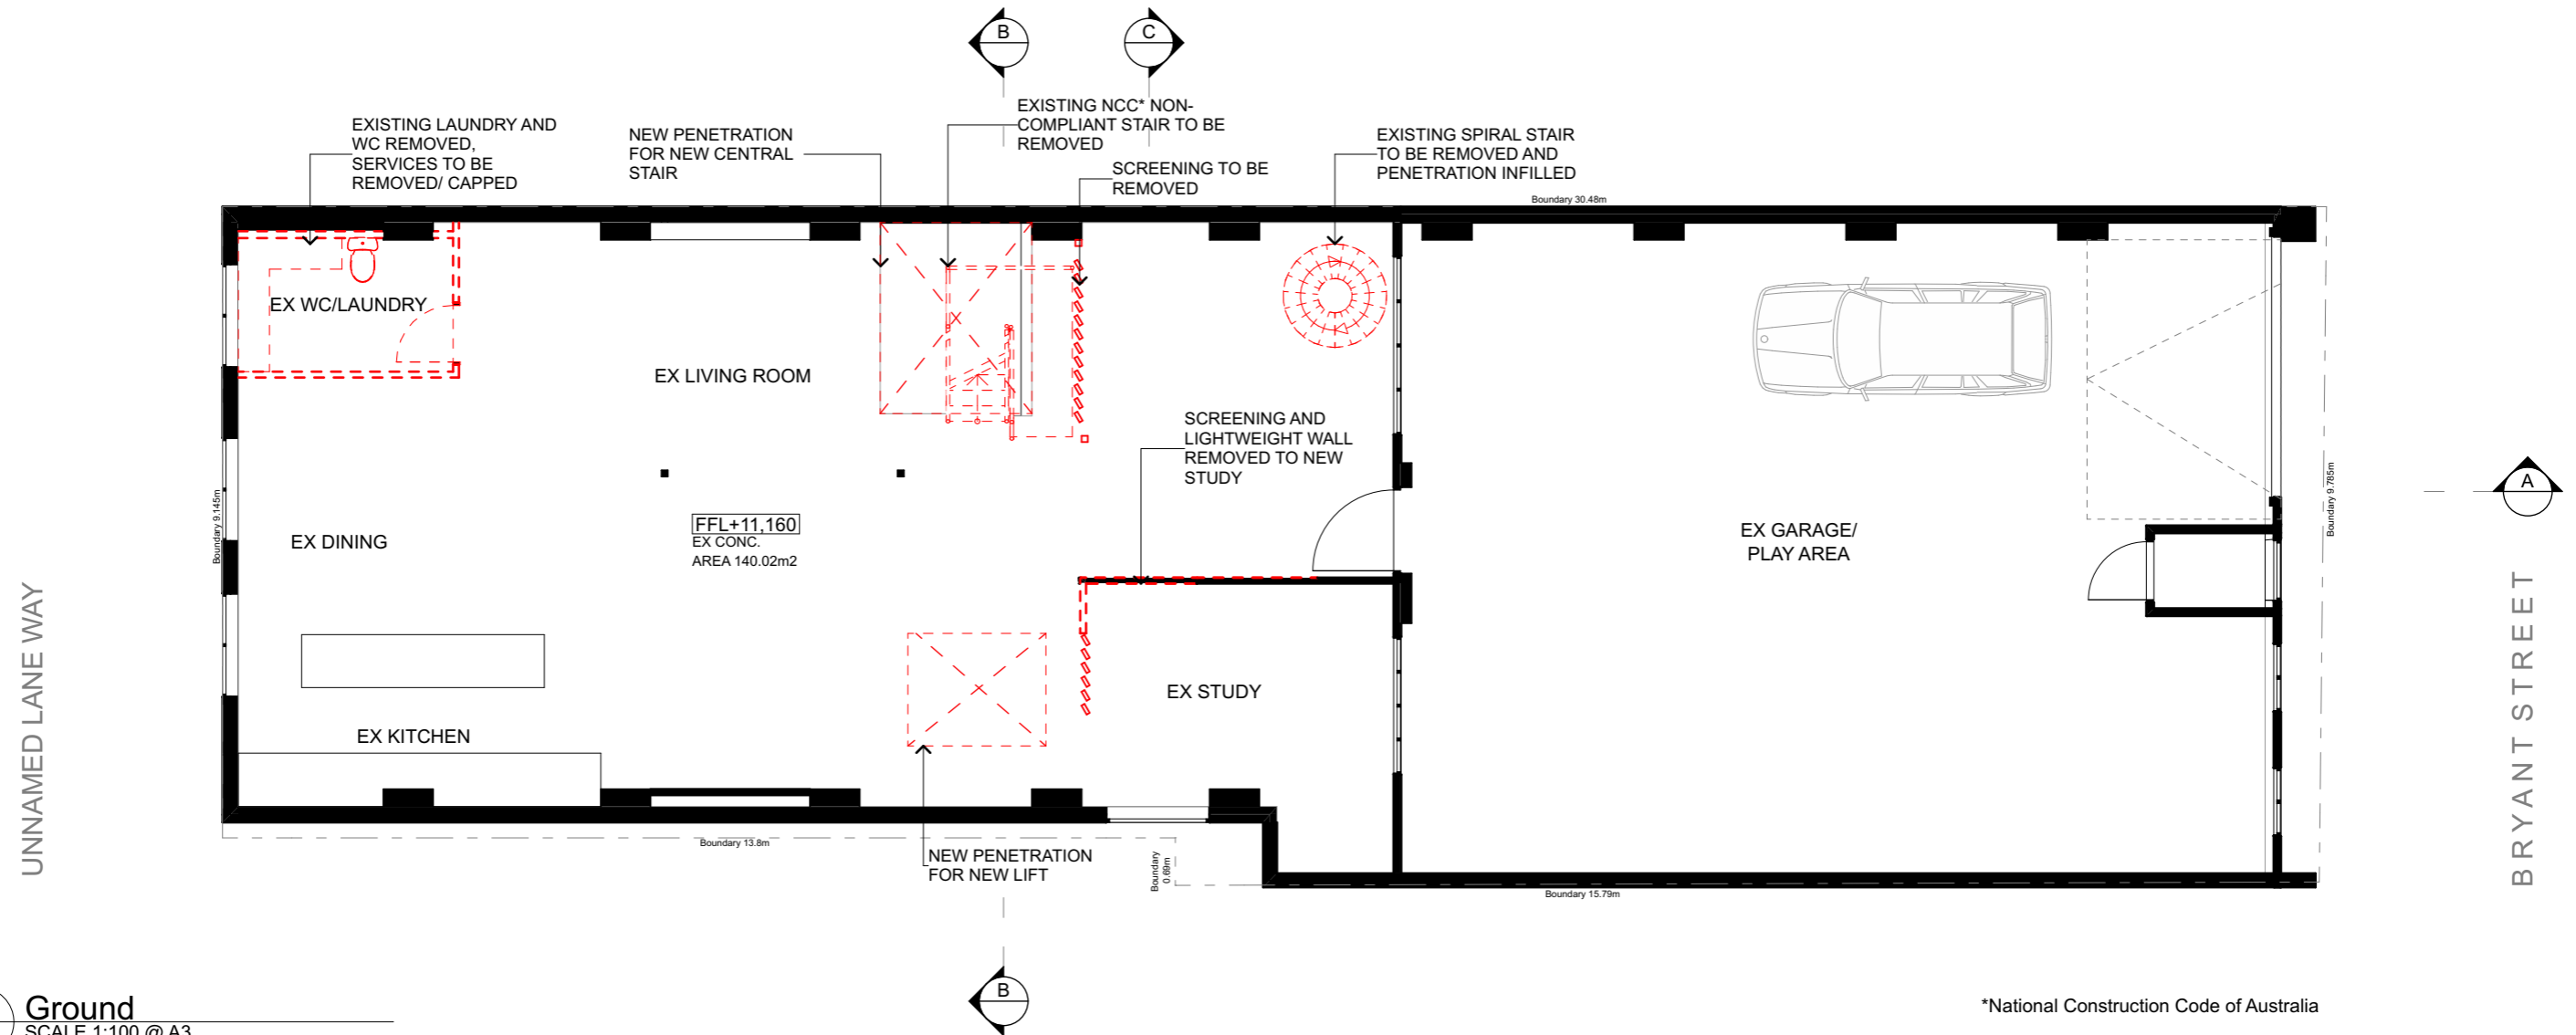 B
C
EXISTING LAUNDRY AND
WC REMOVED,
SERVICES TO BE
REMOVED/ CAPPED
NEW PENETRATION
FOR NEW CENTRAL
STAIR
EXISTING NCC* NON-
COMPLIANT STAIR TO BE
REMOVED
SCREENING TO BE
REMOVED
EXISTING SPIRAL STAIR
TO BE REMOVED AND
PENETRATION INFILLED
Boundary 30.48m
EX WC/LAUNDRY
EX LIVING ROOM
SCREENING AND
LIGHTWEIGHT WALL
REMOVED TO NEW
STUDY
Boundary 9.145m
EX DINING
FFL+11,160
EX CONC.
AREA 140.02m2
EX GARAGE/
PLAY AREA
Boundary 9.785m
A
UNNAMED LANE WAY
BRYANT STREET
EX STUDY
EX KITCHEN
Boundary 13.8m
NEW PENETRATION
FOR NEW LIFT
Boundary
0.69m
Boundary 15.79m
B
Ground
SCALE 1:100 @ A3
*National Construction Code of Australia